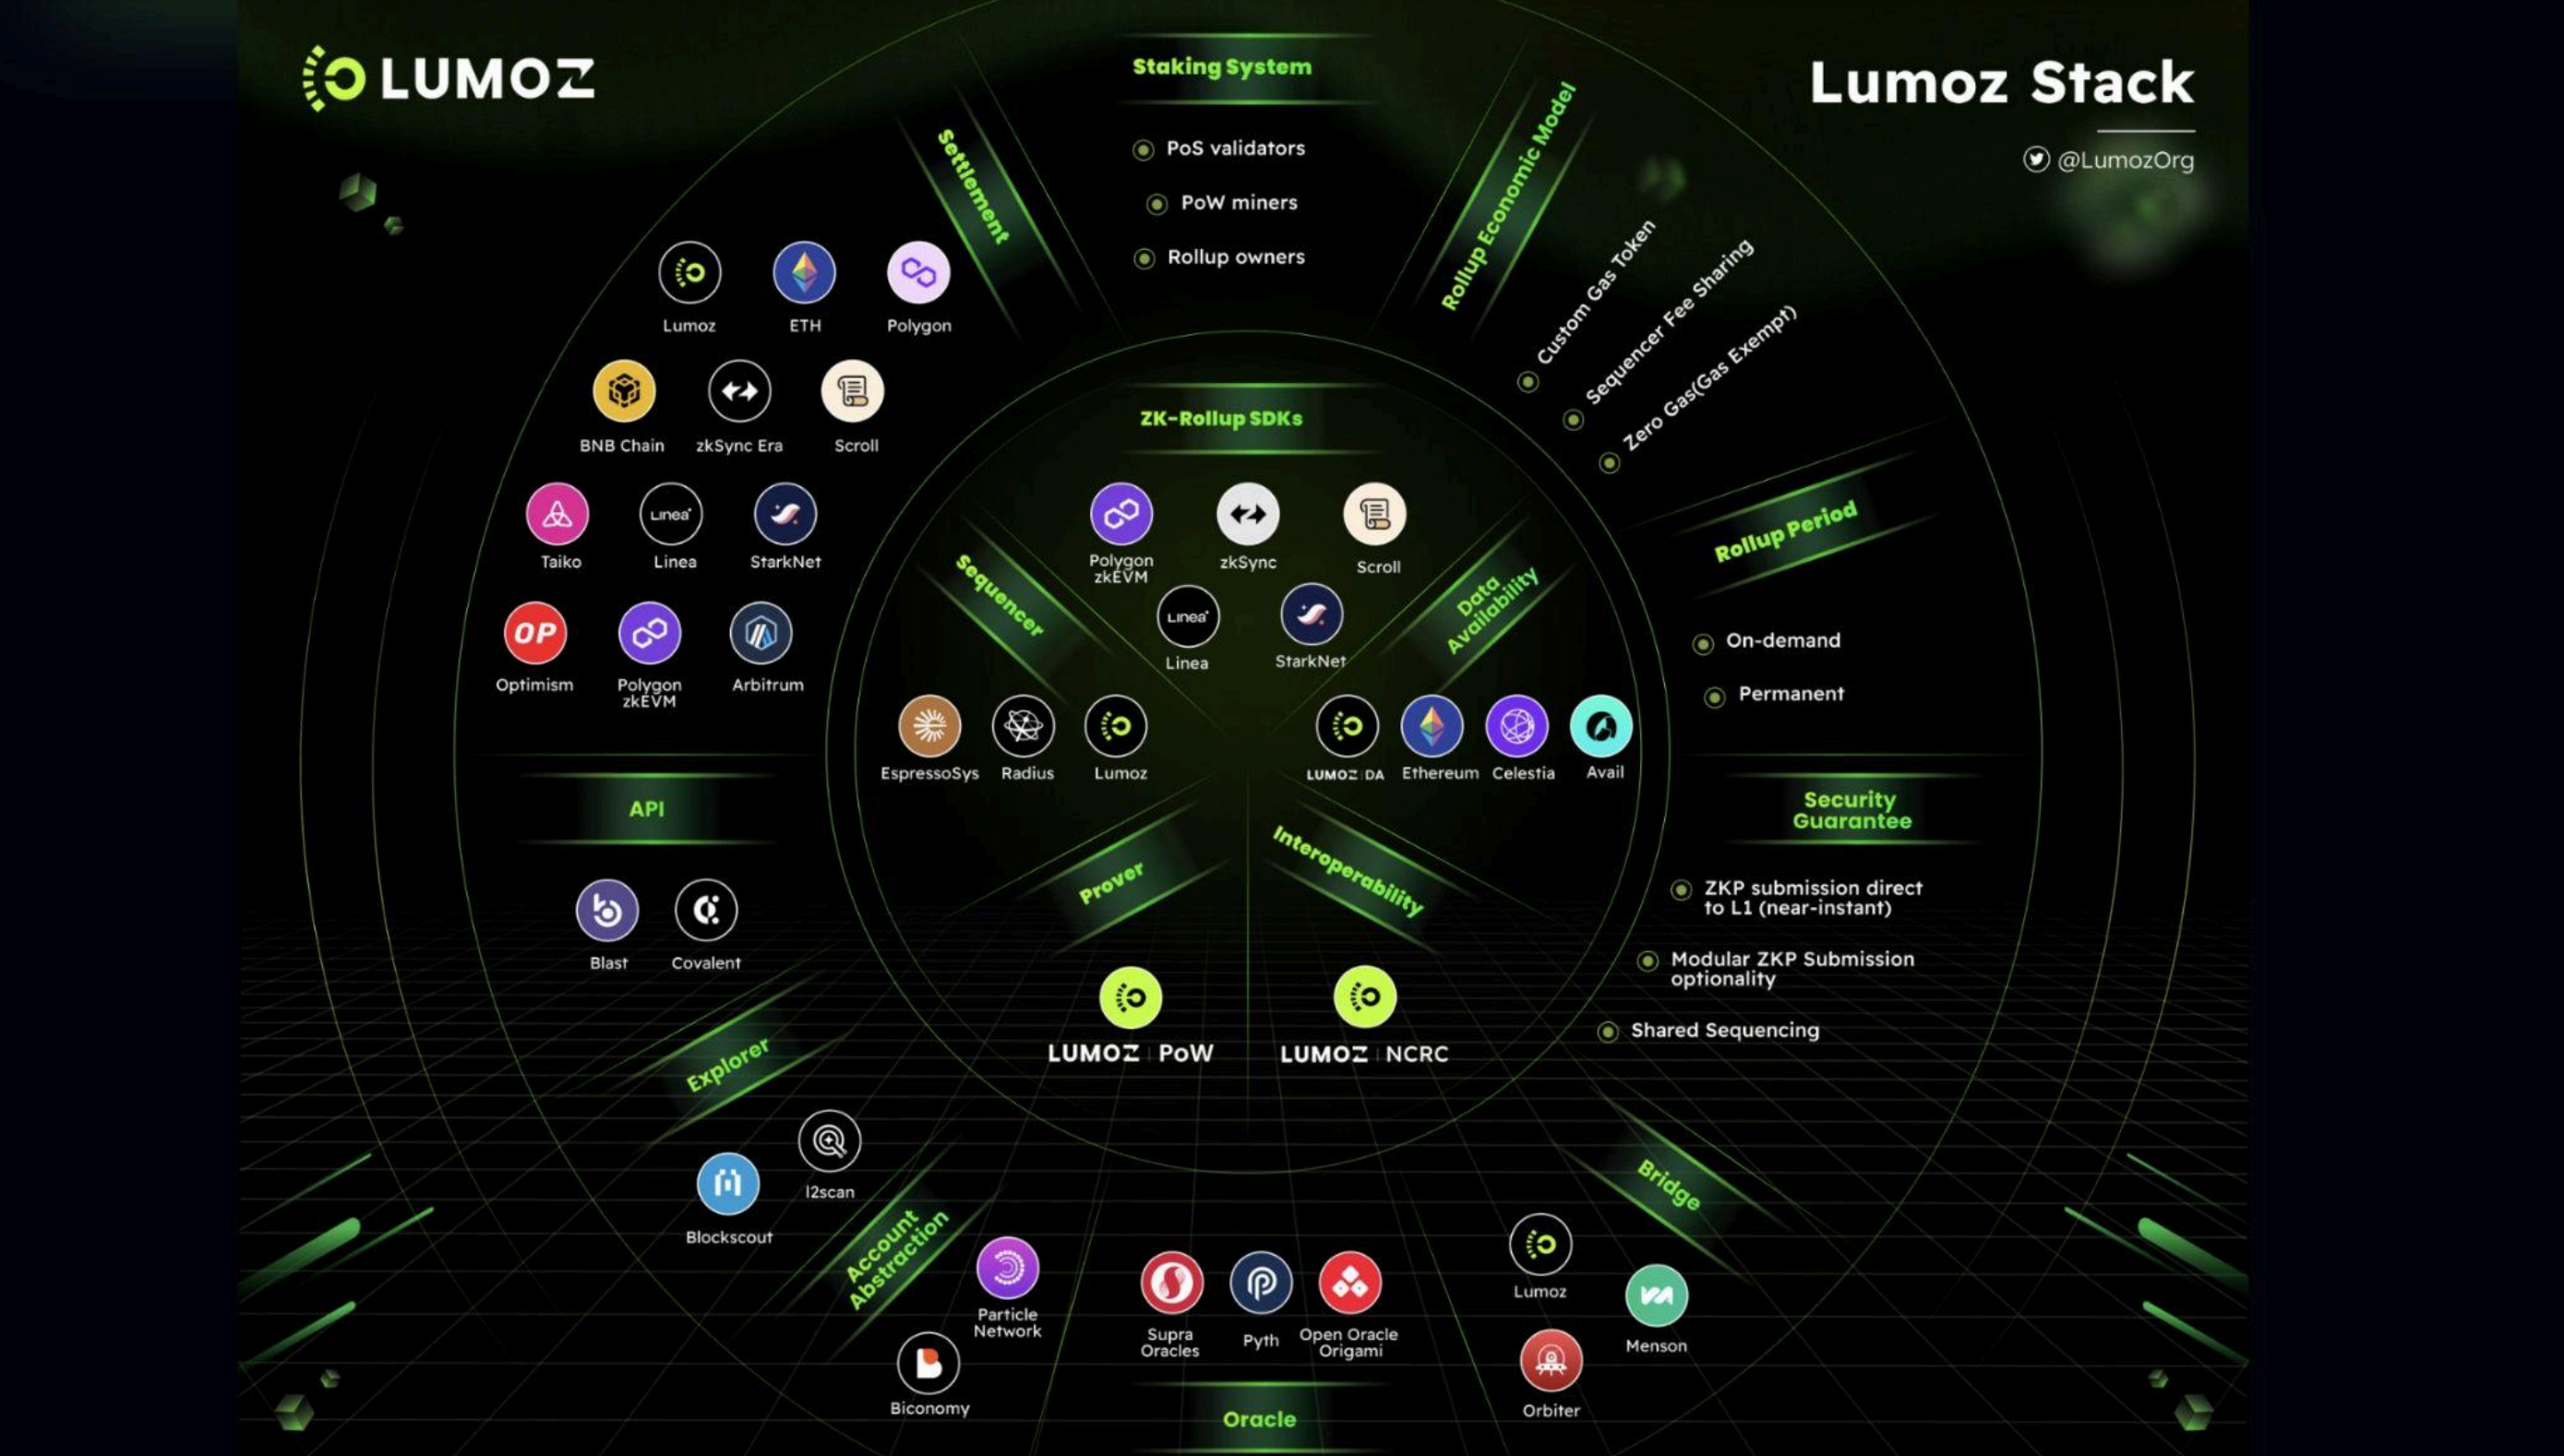 LUMOZ
Lumoz Stack
@LumozOrg
Staking System
PoS validators
PoW miners
Rollup owners
Settlement
Lumoz
ETH
Polygon
BNB Chain
zkSync Era
Scroll
Taiko
Linea
Linea
StarkNet
OP
Optimism
Polygon
zkEVM
Arbitrum
Rollup Economic Model
Custom Gas Token
Sequencer Fee Sharing
Zero Gas(Gas Exempt)
Rollup Period
On-demand
Permanent
Security
Guarantee
ZKP submission direct
to L1 (near-instant)
Modular ZKP Submission
optionality
Shared Sequencing
ZK-Rollup SDKs
Polygon
zkEVM
zkSync
Scroll
Linea
Linea
StarkNet
Sequencer
EspressoSys
Radius
Lumoz
Data
Availability
LUMOZ DA
Ethereum
Celestia
Avail
Prover
LUMOZ | PoW
Interoperability
LUMOZ | NCRC
API
Blast
Covalent
Explorer
Blockscout
l2scan
Account
Abstraction
Particle
Network
Biconomy
Supra
Oracles
Pyth
Open Oracle
Origami
Oracle
Bridge
Lumoz
Menson
Orbiter